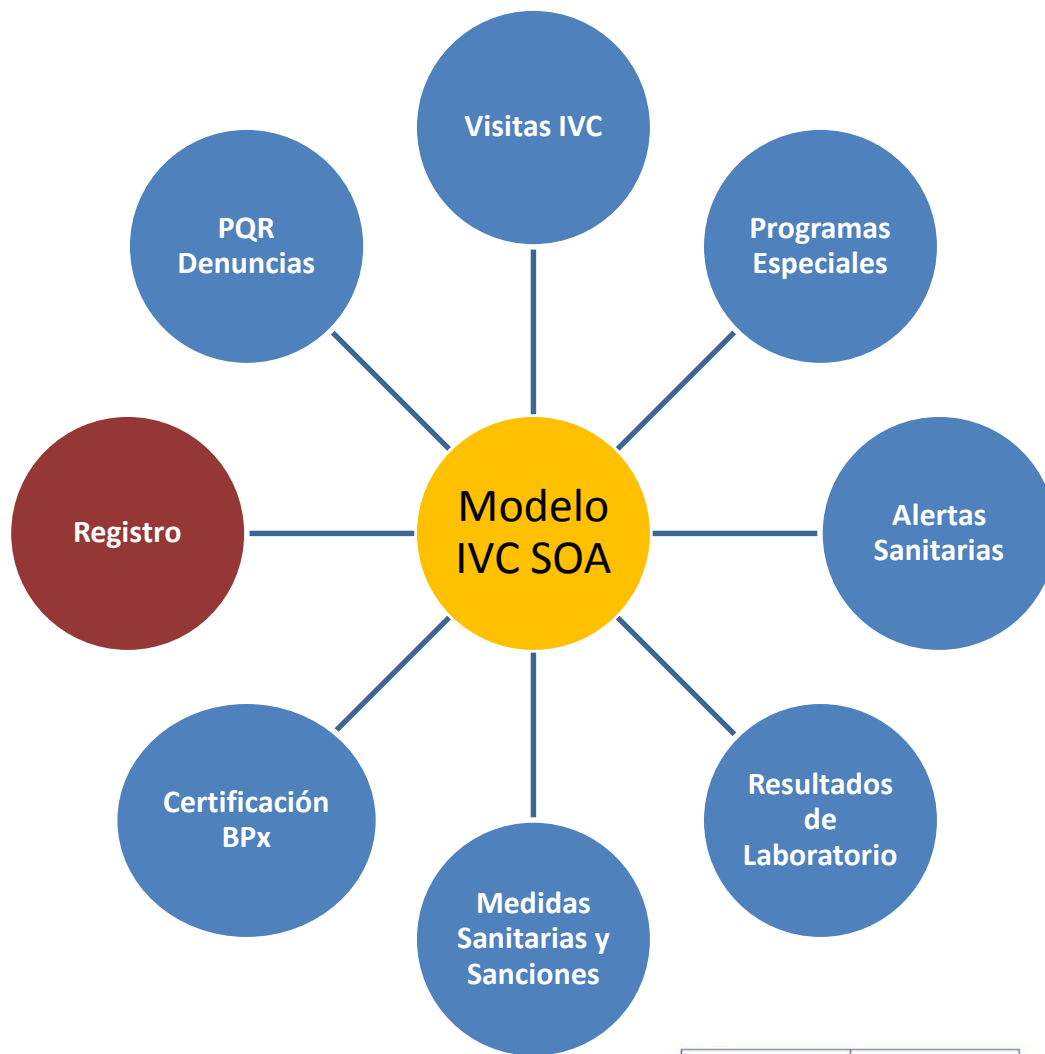 Visitas IVC
PQR
Denuncias
Programas
Especiales
Registro
Modelo
IVC SOA
Alertas
Sanitarias
Certificación
BPx
Resultados
de
Laboratorio
Medidas
Sanitarias y
Sanciones